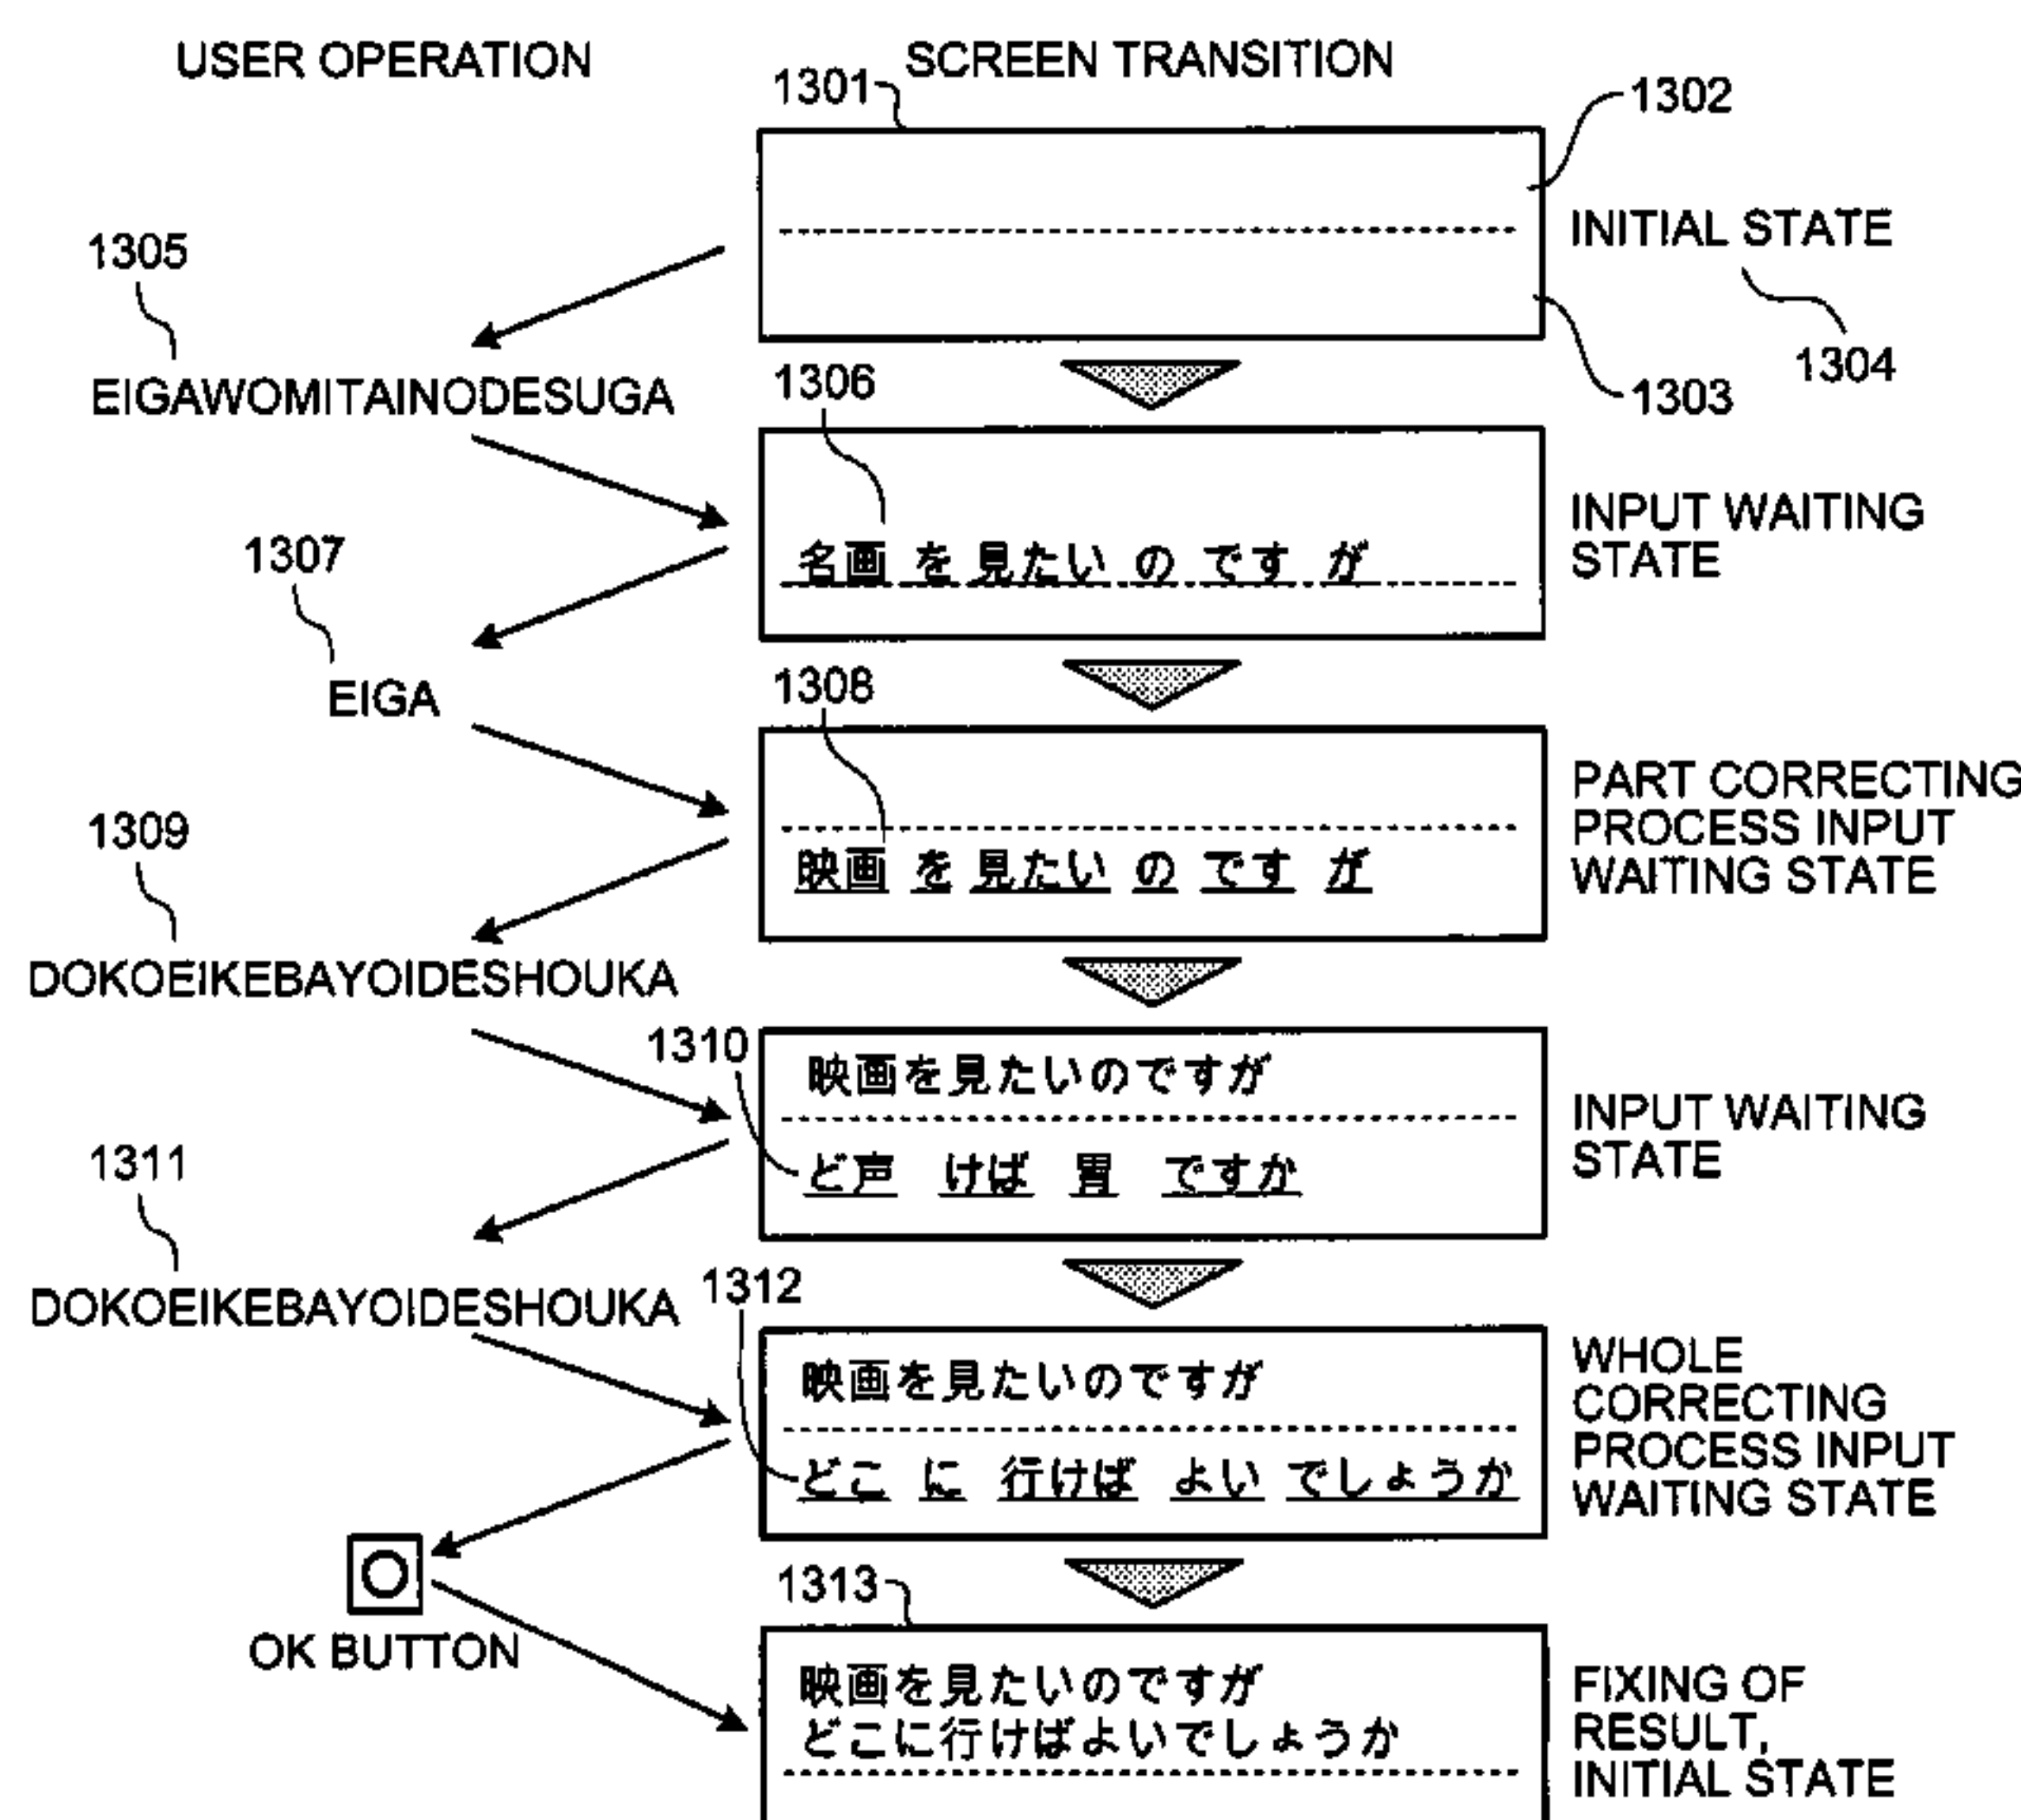 USER OPERATION
SCREEN TRANSITION
1301
1302
INITIAL STATE
1304
1303
1305
EIGAWOMITAINODESUGA
1306
名画 を 見たい の です が
INPUT WAITING
STATE
1307
EIGA
1308
映画 を 見たい の です が
PART CORRECTING
PROCESS INPUT
WAITING STATE
1309
DOKOEIKEBAYOIDESHOUKA
1310
映画を見たいのですが
ど声 けば 胃 ですか
INPUT WAITING
STATE
1311
DOKOEIKEBAYOIDESHOUKA
1312
映画を見たいのですが
どこ に 行けば よい でしょうか
WHOLE
CORRECTING
PROCESS INPUT
WAITING STATE
OK BUTTON
1313
映画を見たいのですが
どこに行けばよいでしょうか
FIXING OF
RESULT,
INITIAL STATE